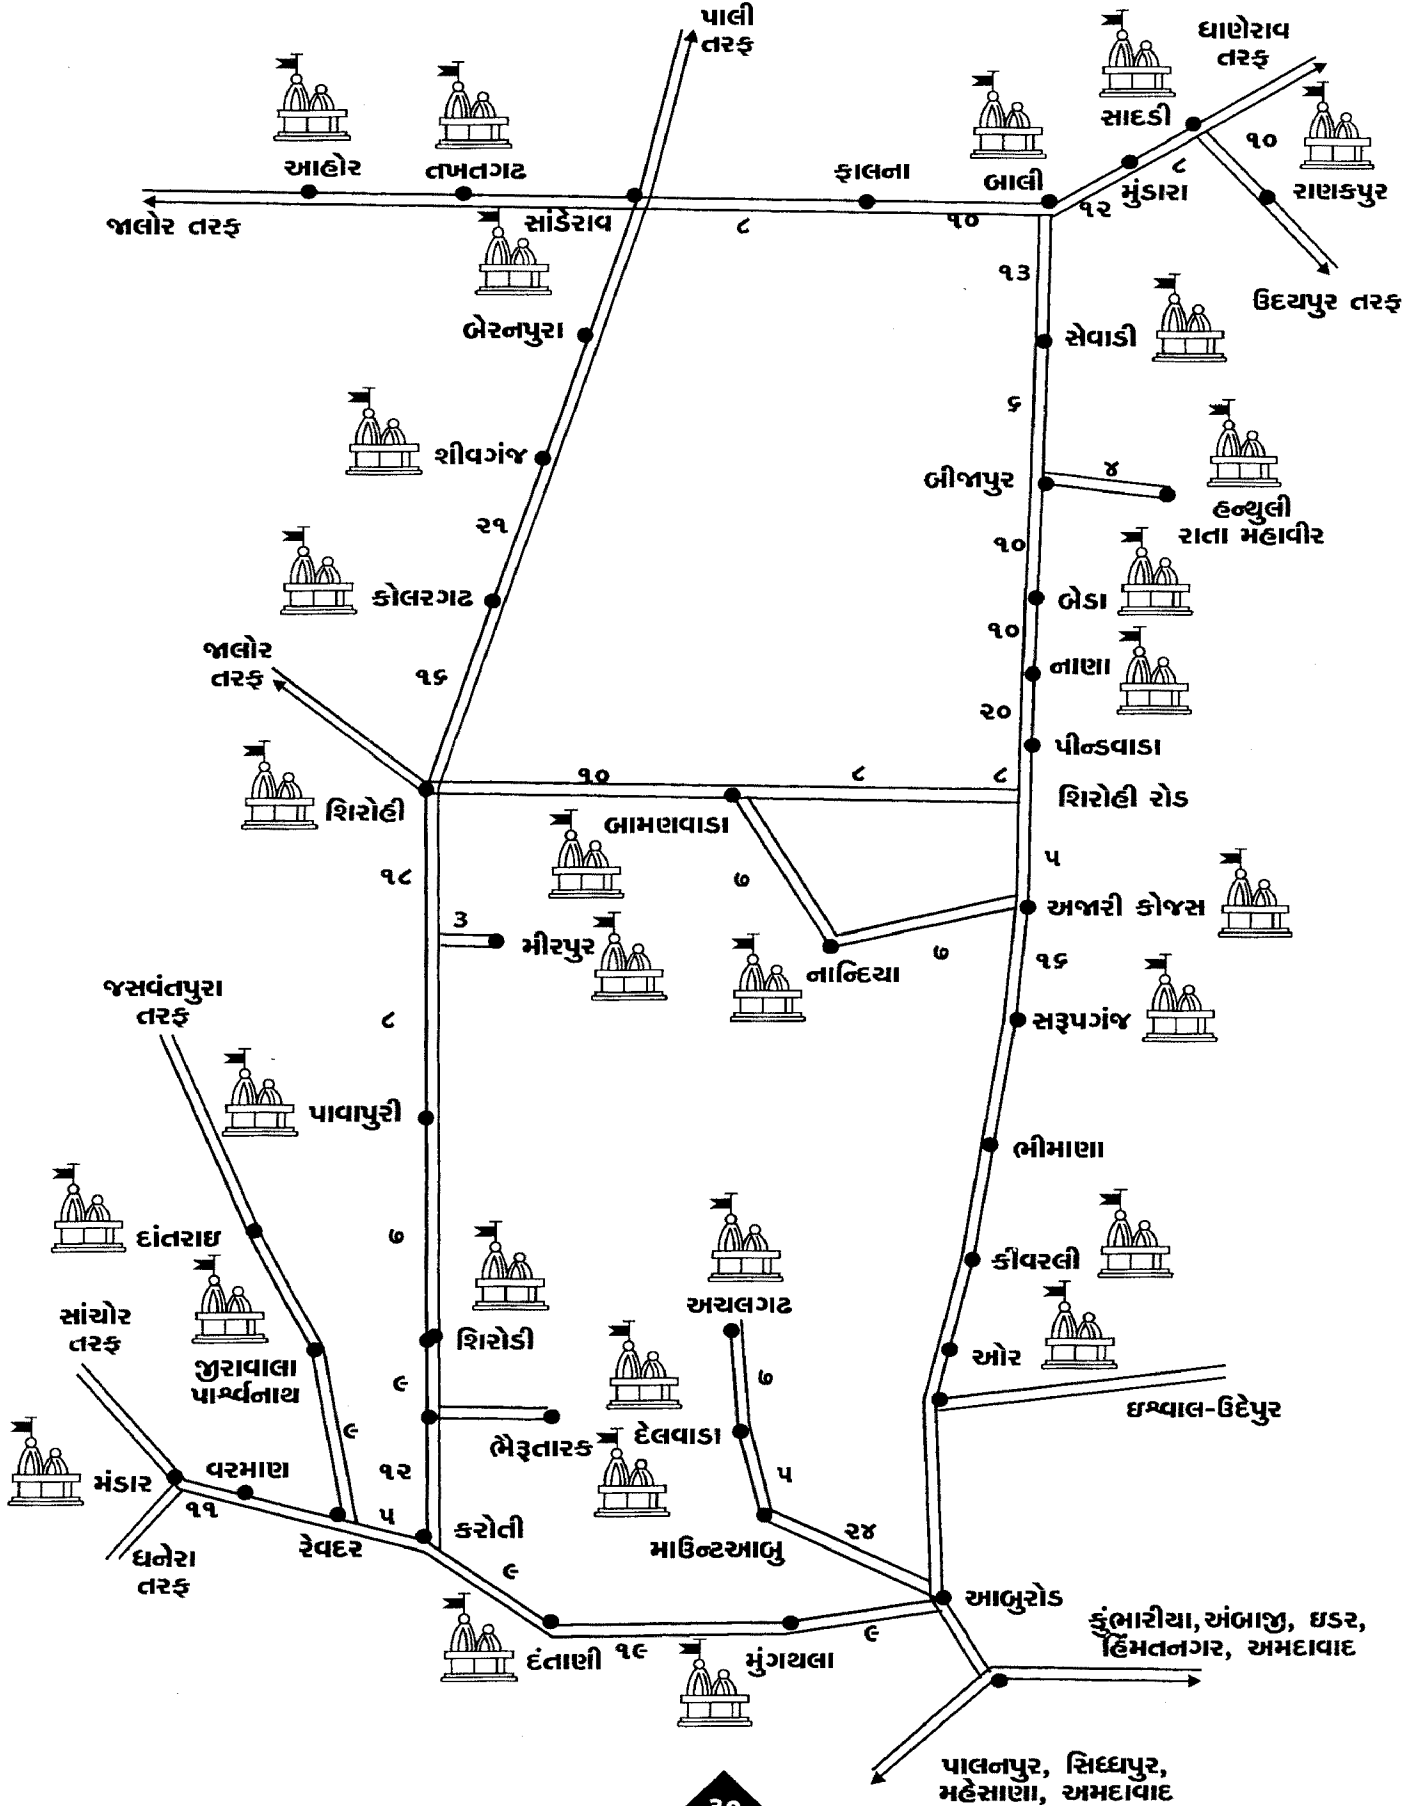 પાલી
તરફ
ઘાણેરાવ
તરફ
સાદડી
૧૦
આહોર
તખતગઢ
ફાલના
બાલી
૮
મુંડારા
રાણકપુર
૧૨
જાલોર તરફ
સાંડેરાવ
૮
૧૦
૧૩
ઉદયપુર તરફ
બેરનપુરા
સેવાડી
૬
શીવગંજ
બીજાપુર
૪
હન્થુલી
રાતા મહાવીર
૨૧
૧૦
કોલરગઢ
બેડા
૧૦
જાલોર
તરફ
નાણા
૧૬
૨૦
પીન્ડવાડા
૧૦
૮
૮
શિરોહી
શિરોહી રોડ
બામણવાડા
૧૮
૭
૫
અજારી કોજસ
૩
મીરપુર
નાન્દિયા
૭
૧૬
જસવંતપુરા
તરફ
૮
સરૂપગંજ
પાવાપુરી
ભીમાણા
દાંતરાઇ
૭
કીવરલી
સાંચોર
તરફ
અચલગઢ
શિરોડી
ઓર
જીરાવાલા
પાર્શ્વનાથ
૯
૭
ઇશ્વાલ-ઉદેપુર
૯
ભૈરૂતારક
દેલવાડા
મંડાર
વરમાણ
૧૨
૫
૧૧
૫
રેવદર
કરોતી
માઉન્ટઆબુ
૨૪
ધનેરા
તરફ
૯
આબુરોડ
દંતાણી
૧૯
મુંગથલા
૯
કુંભારીયા,અંબાજી, ઇડર,
હિંમતનગર, અમદાવાદ
પાલનપુર, સિધ્ધપુર,
મહેસાણા, અમદાવાદ